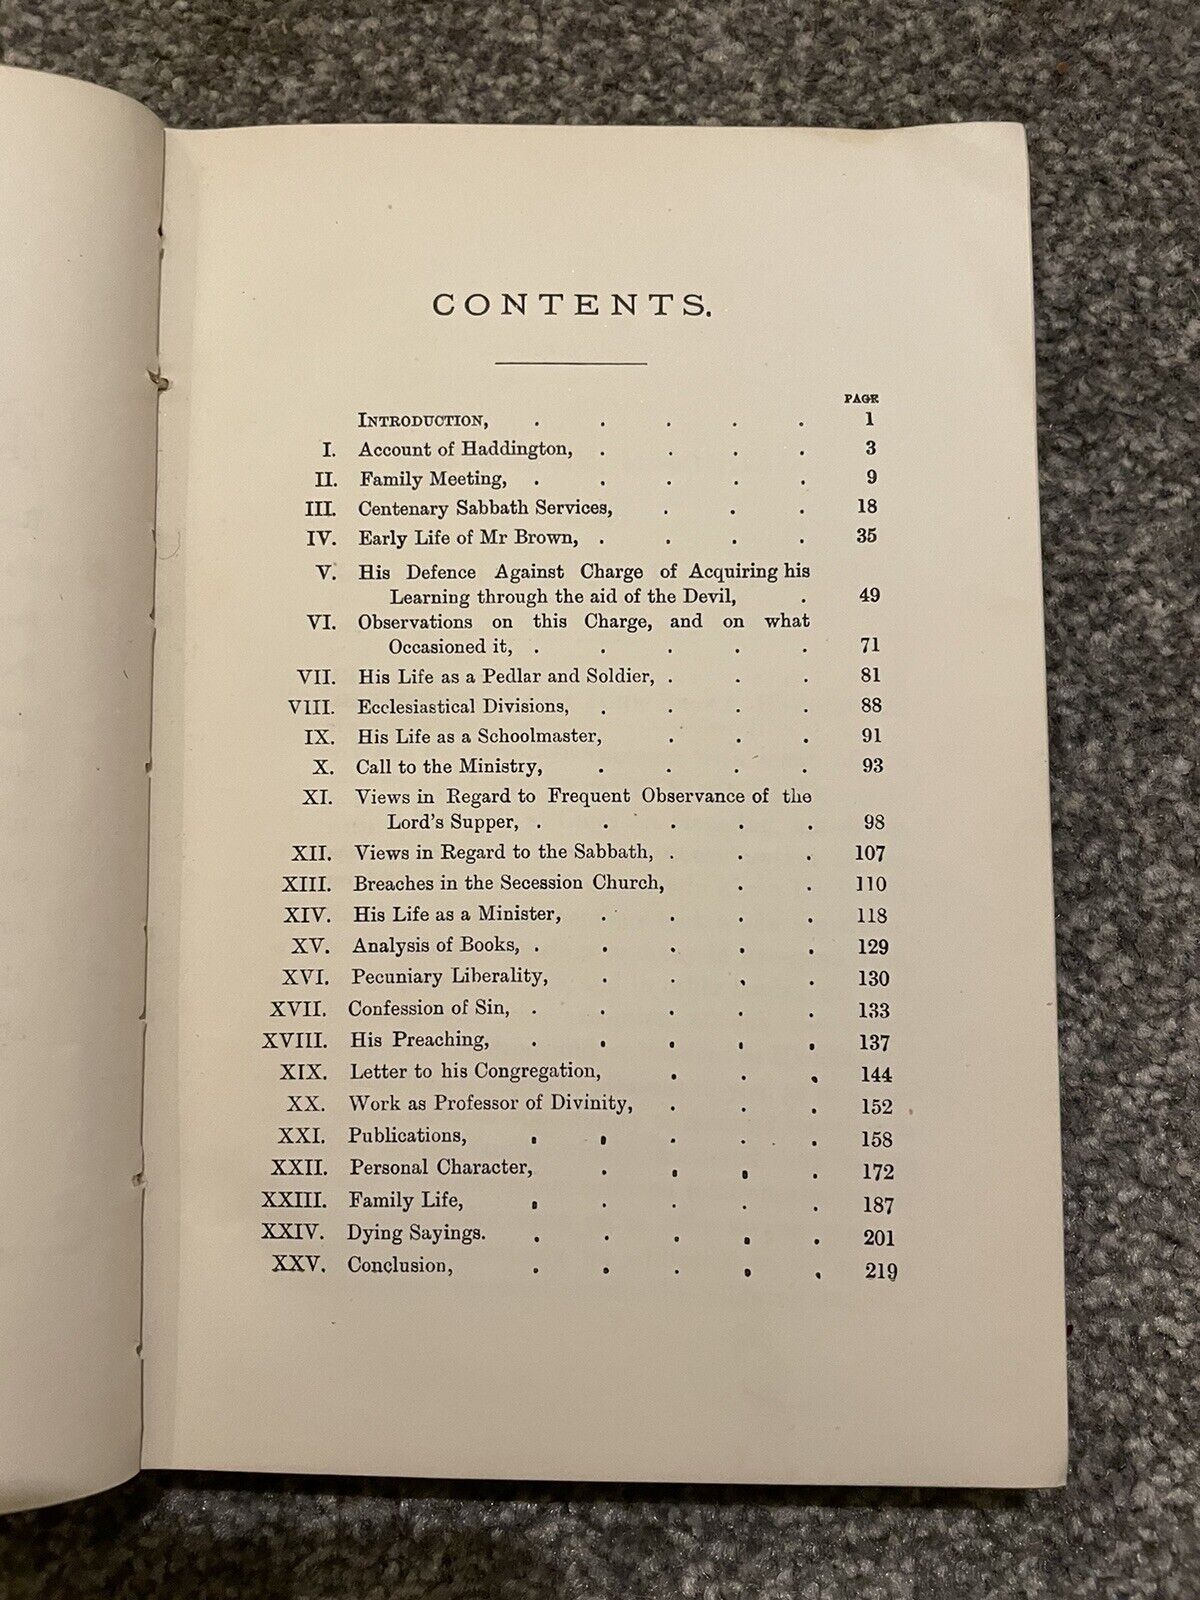 CONTENTS.
PAGE
INTRODUCTION, . . . . . 1
I. Account of Haddington, . . . . 3
II. Family Meeting, . . . . . 9
III. Centenary Sabbath Services, . . . 18
IV. Early Life of Mr Brown, . . . . 35
V. His Defence Against Charge of Acquiring his
Learning through the aid of the Devil, . 49
VI. Observations on this Charge, and on what
Occasioned it, . . . . . 71
VII. His Life as a Pedlar and Soldier, . . . 81
VIII. Ecclesiastical Divisions, . . . . 88
IX. His Life as a Schoolmaster, . . . 91
X. Call to the Ministry, . . . . 93
XI. Views in Regard to Frequent Observance of the
Lord's Supper, . . . . . 98
XII. Views in Regard to the Sabbath, . . . 107
XIII. Breaches in the Secession Church, . . 110
XIV. His Life as a Minister, . . . . 118
XV. Analysis of Books, . . . . . 129
XVI. Pecuniary Liberality, . . . . 130
XVII. Confession of Sin, . . . . . 133
XVIII. His Preaching, . . . . . 137
XIX. Letter to his Congregation, . . . 144
XX. Work as Professor of Divinity, . . . 152
XXI. Publications, . . . . . 158
XXII. Personal Character, . . . . 172
XXIII. Family Life, . . . . . 187
XXIV. Dying Sayings. . . . . . 201
XXV. Conclusion, . . . . . 219